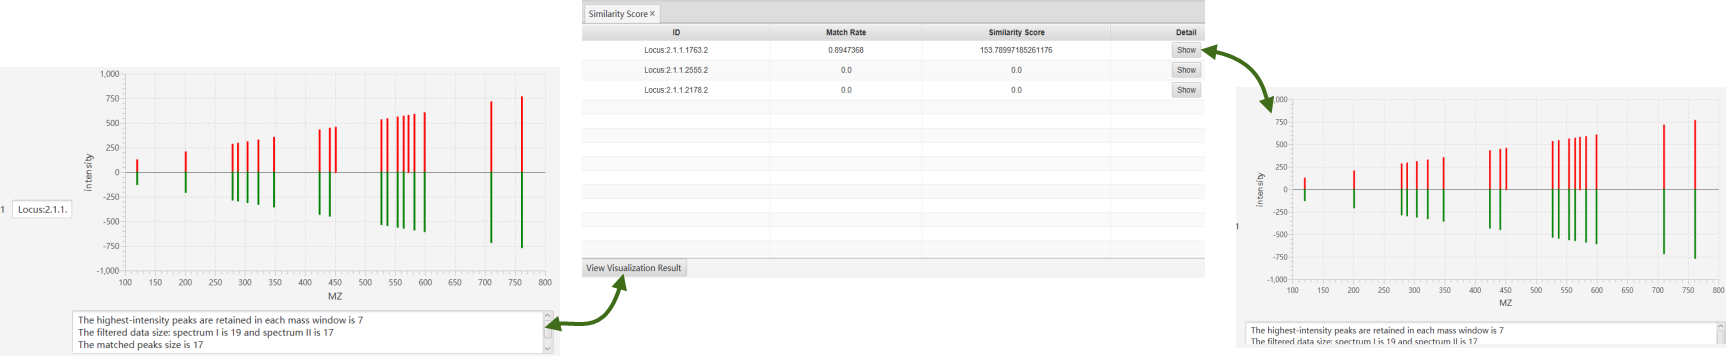 Similarity Score ×
ID Match Rate Similarity Score Detail
Locus:2.1.1.1763.2 0.8947368 153.78997185261176 Show
Locus:2.1.1.2555.2 0.0 0.0 Show
Locus:2.1.1.2178.2 0.0 0.0 Show
View Visualization Result
1,000
750
500
250
0
-250
-500
-750
-1,000
intensity
1 Locus:2.1.1.
100 150 200 250 300 350 400 450 500 550 600 650 700 750 800
MZ
The highest-intensity peaks are retained in each mass window is 7
The filtered data size: spectrum I is 19 and spectrum II is 17
The matched peaks size is 17
,000
750
500
250
0
-250
-500
-750
-1,000
intensity
1
100 150 200 250 300 350 400 450 500 550 600 650 700 750 800
MZ
The highest-intensity peaks are retained in each mass window is 7
The filtered data size: spectrum I is 19 and spectrum II is 17